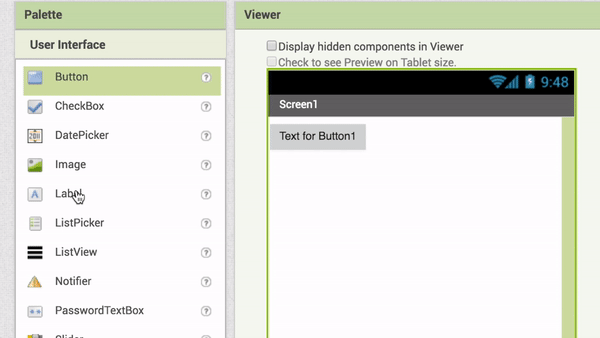 Palette
User Interface
Button
CheckBox
DatePicker
Image
Label
ListPicker
ListView
Notifier
PasswordTextBox
Slider
Viewer
Display hidden components in Viewer
Check to see Preview on Tablet size.
9:48
Screen1
Text for Button1